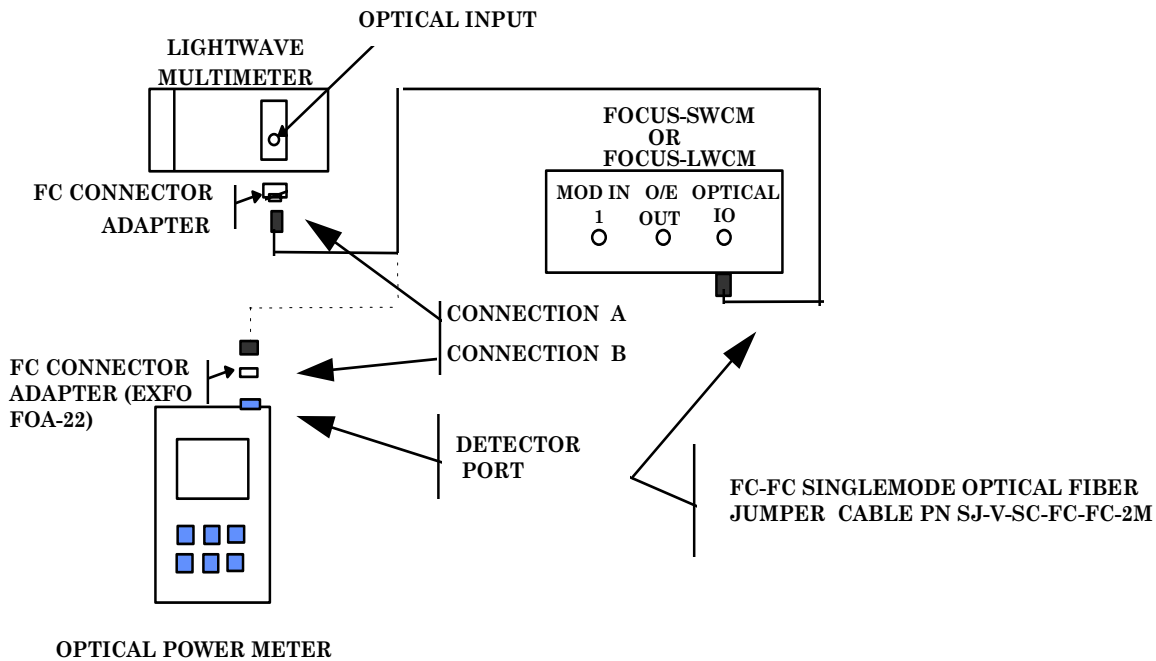 OPTICAL INPUT
LIGHTWAVE
MULTIMETER
FOCUS-SWCM
OR
FOCUS-LWCM
FC CONNECTOR
ADAPTER
MOD IN
1
O/E
OUT
OPTICAL
IO
CONNECTION A
CONNECTION B
FC CONNECTOR
ADAPTER (EXFO
FOA-22)
DETECTOR
PORT
FC-FC SINGLEMODE OPTICAL FIBER
JUMPER CABLE PN SJ-V-SC-FC-FC-2M
OPTICAL POWER METER